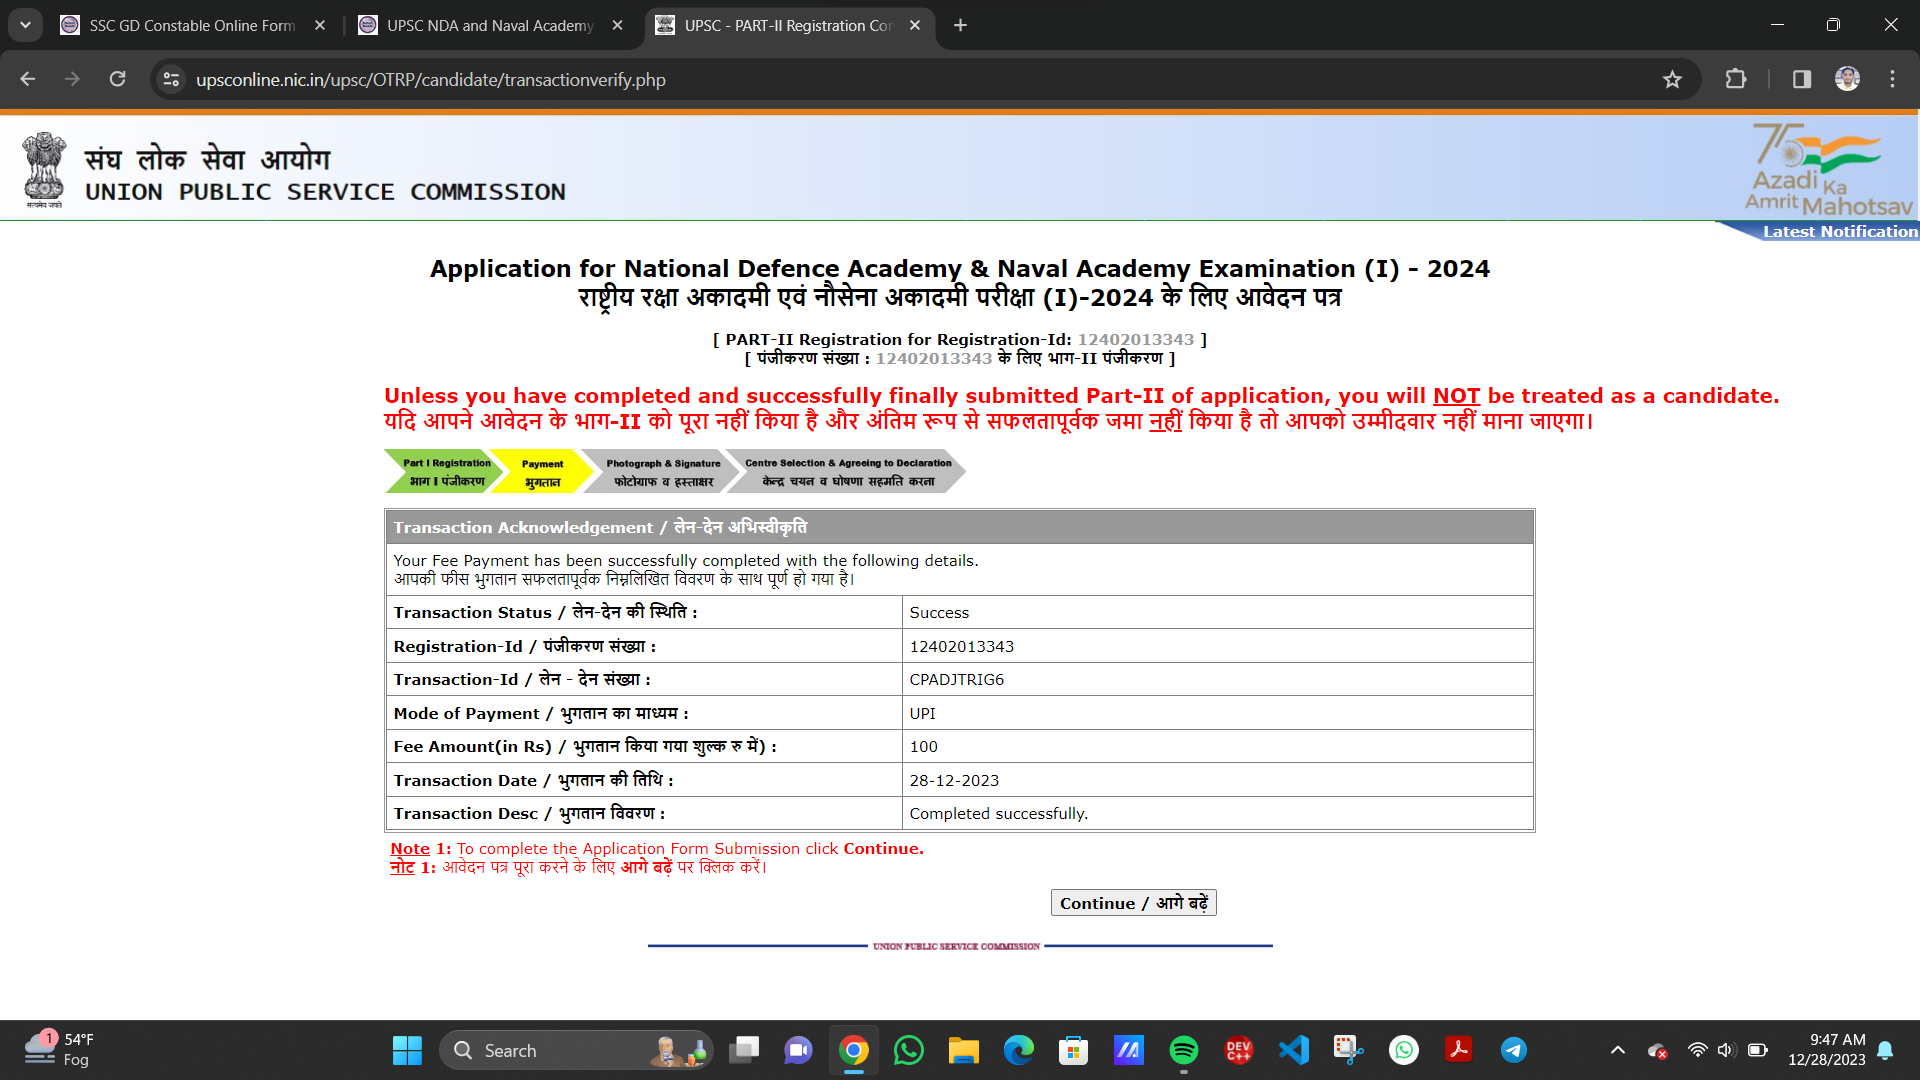 SSC GD Constable Online Form
UPSC NDA and Naval Academy
UPSC - PART-II Registration Con
upsconline.nic.in/upsc/OTRP/candidate/transactionverify.php
संघ लोक सेवा आयोग
UNION PUBLIC SERVICE COMMISSION
सत्यमेव जयते
75
Azadi Ka
Amrit Mahotsav
Latest Notification
Application for National Defence Academy & Naval Academy Examination (I) - 2024
राष्ट्रीय रक्षा अकादमी एवं नौसेना अकादमी परीक्षा (I)-2024 के लिए आवेदन पत्र
[ PART-II Registration for Registration-Id: 12402013343 ]
[ पंजीकरण संख्या : 12402013343 के लिए भाग-II पंजीकरण ]
Unless you have completed and successfully finally submitted Part-II of application, you will NOT be treated as a candidate.
यदि आपने आवेदन के भाग-II को पूरा नहीं किया है और अंतिम रूप से सफलतापूर्वक जमा नहीं किया है तो आपको उम्मीदवार नहीं माना जाएगा।
Part I Registration
भाग I पंजीकरण
Payment
भुगतान
Photograph & Signature
फोटोग्राफ व हस्ताक्षर
Centre Selection & Agreeing to Declaration
केन्द्र चयन व घोषणा सहमति करना
Transaction Acknowledgement / लेन-देन अभिस्वीकृति
Your Fee Payment has been successfully completed with the following details.
आपकी फीस भुगतान सफलतापूर्वक निम्नलिखित विवरण के साथ पूर्ण हो गया है।
Transaction Status / लेन-देन की स्थिति : Success
Registration-Id / पंजीकरण संख्या : 12402013343
Transaction-Id / लेन - देन संख्या : CPADJTRIG6
Mode of Payment / भुगतान का माध्यम : UPI
Fee Amount(in Rs) / भुगतान किया गया शुल्क रु में) : 100
Transaction Date / भुगतान की तिथि : 28-12-2023
Transaction Desc / भुगतान विवरण : Completed successfully.
Note 1: To complete the Application Form Submission click Continue.
नोट 1: आवेदन पत्र पूरा करने के लिए आगे बढ़ें पर क्लिक करें।
Continue / आगे बढ़ें
UNION PUBLIC SERVICE COMMISSION
1
54°F
Fog
Search
DEV
C++
9:47 AM
12/28/2023